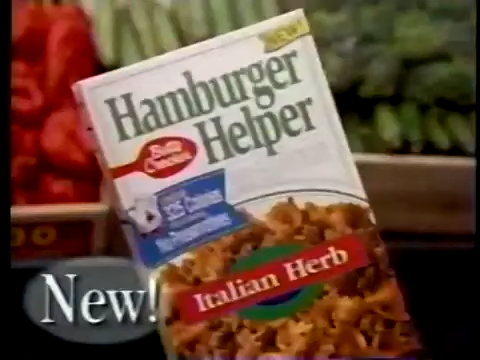 New!
Hamburger
Helper
Betty
Crocker
Italian Herb
New!